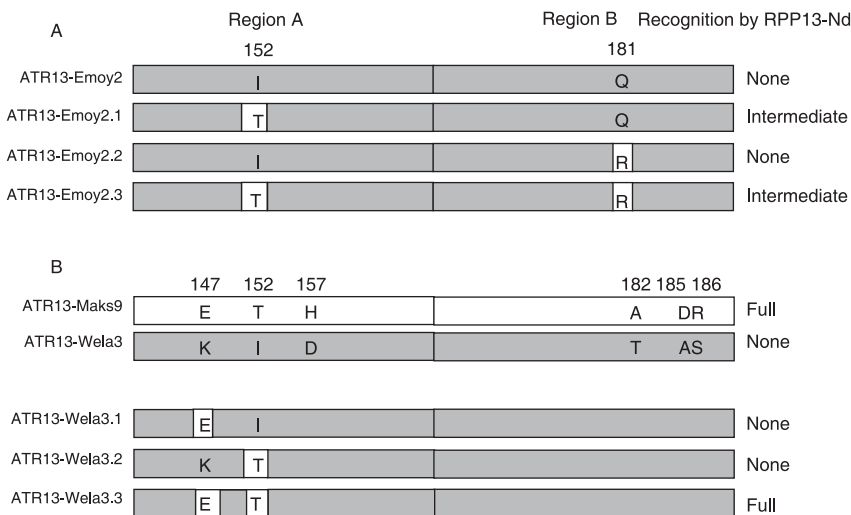 A Region A Region B Recognition by RPP13-Nd
152 181
ATR13-Emoy2 I Q None
ATR13-Emoy2.1 T Q Intermediate
ATR13-Emoy2.2 I R None
ATR13-Emoy2.3 T R Intermediate
B
147 152 157 182 185 186
ATR13-Maks9 E T H A DR Full
ATR13-Wela3 K I D T AS None
ATR13-Wela3.1 E I None
ATR13-Wela3.2 K T None
ATR13-Wela3.3 E T Full